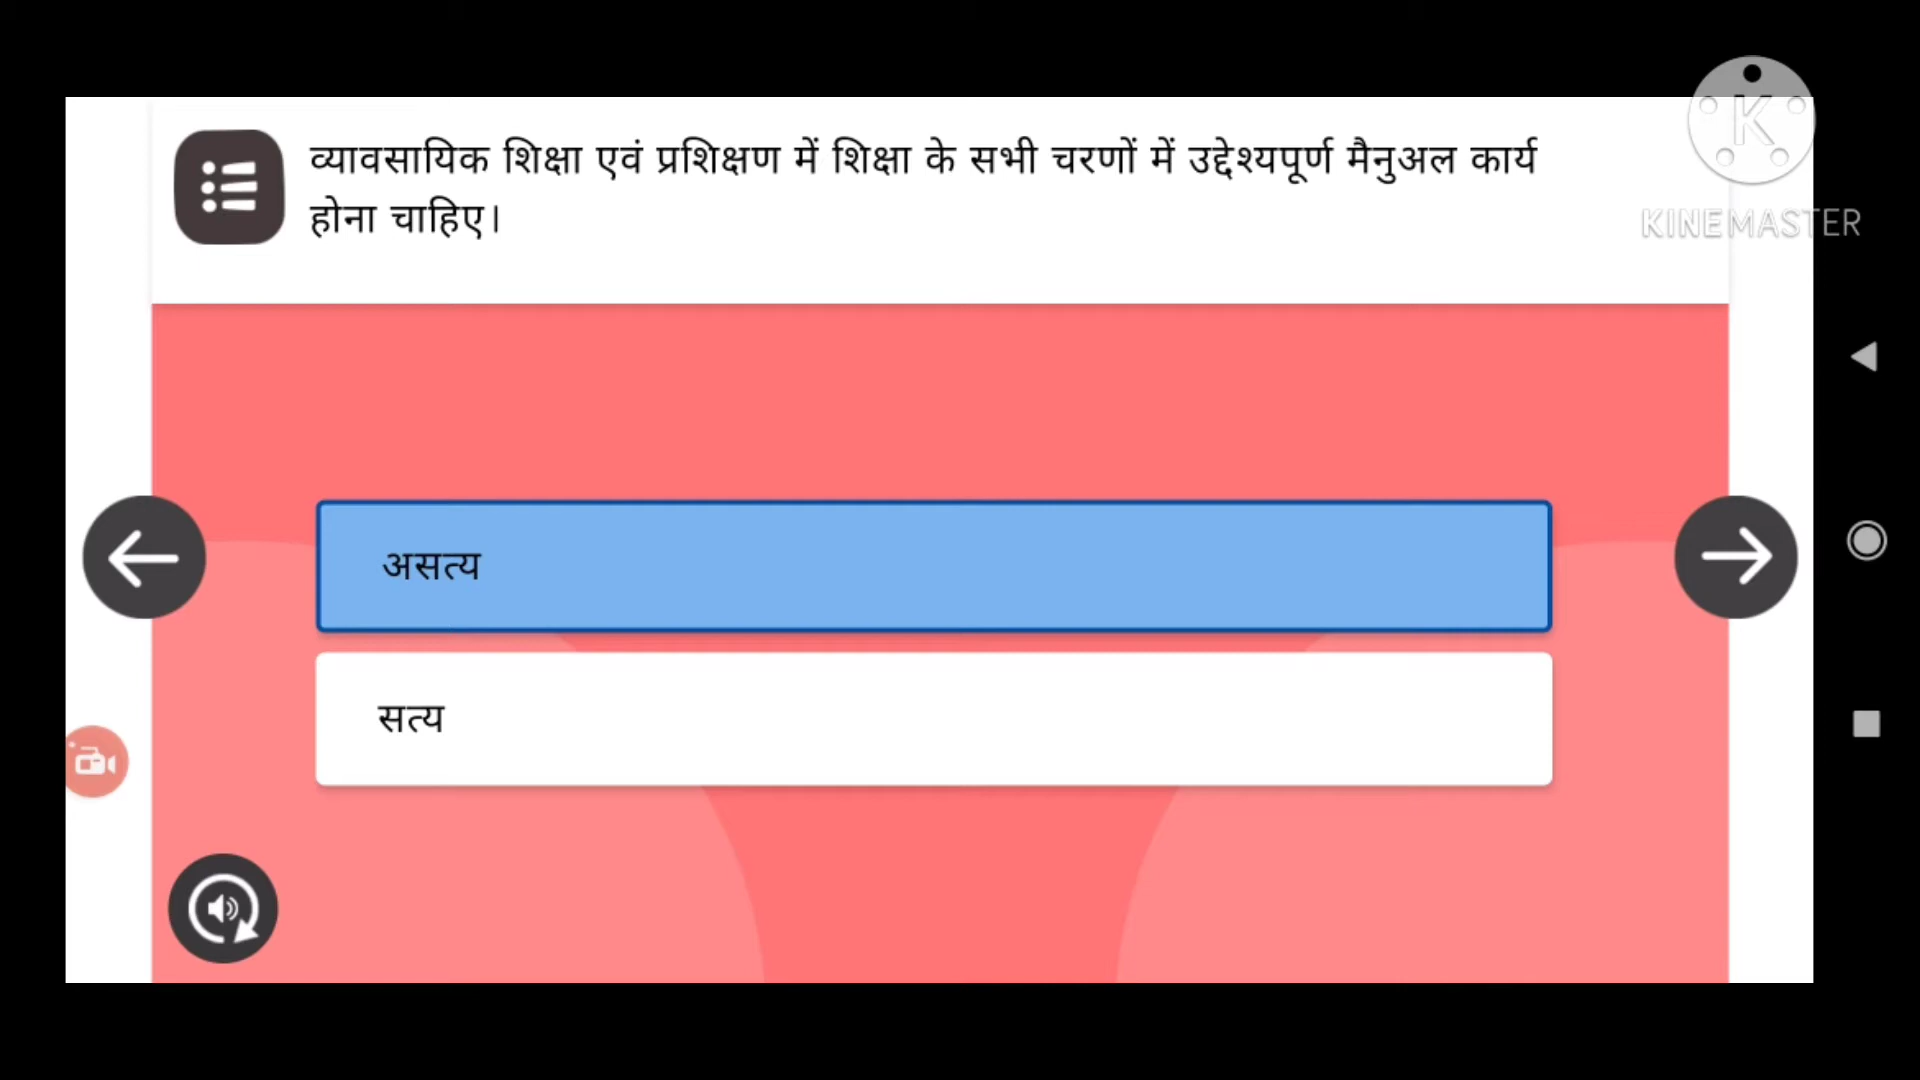 व्यावसायिक शिक्षा एवं प्रशिक्षण में शिक्षा के सभी चरणों में उद्देश्यपूर्ण मैनुअल कार्य
होना चाहिए।
K
KINEMASTER
असत्य
सत्य